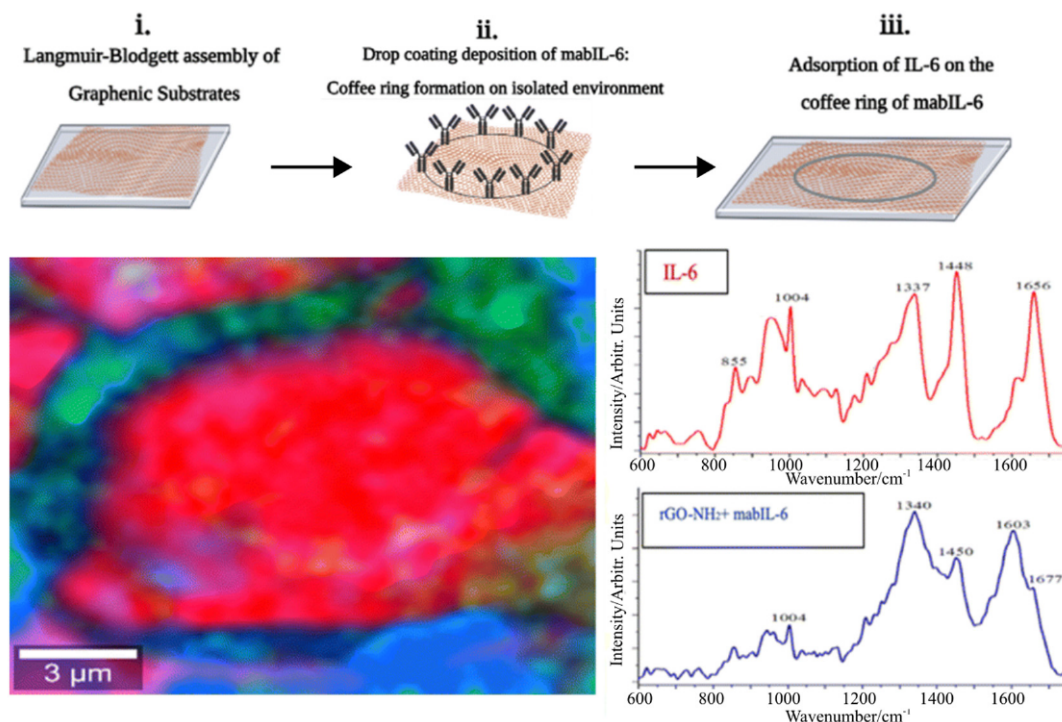 i.
Langmuir-Blodgett assembly of
Graphenic Substrates
ii.
Drop coating deposition of mabIL-6:
Coffee ring formation on isolated environment
iii.
Adsorption of IL-6 on the
coffee ring of mabIL-6
3 µm
IL-6
855
1004
1337
1448
1656
Intensity/Arbitr. Units
600 800 1000 1200 1400 1600
Wavenumber/cm⁻¹
rGO-NH₂+ mabIL-6
1004
1340
1450
1603
1677
Intensity/Arbitr. Units
600 800 1000 1200 1400 1600
Wavenumber/cm⁻¹